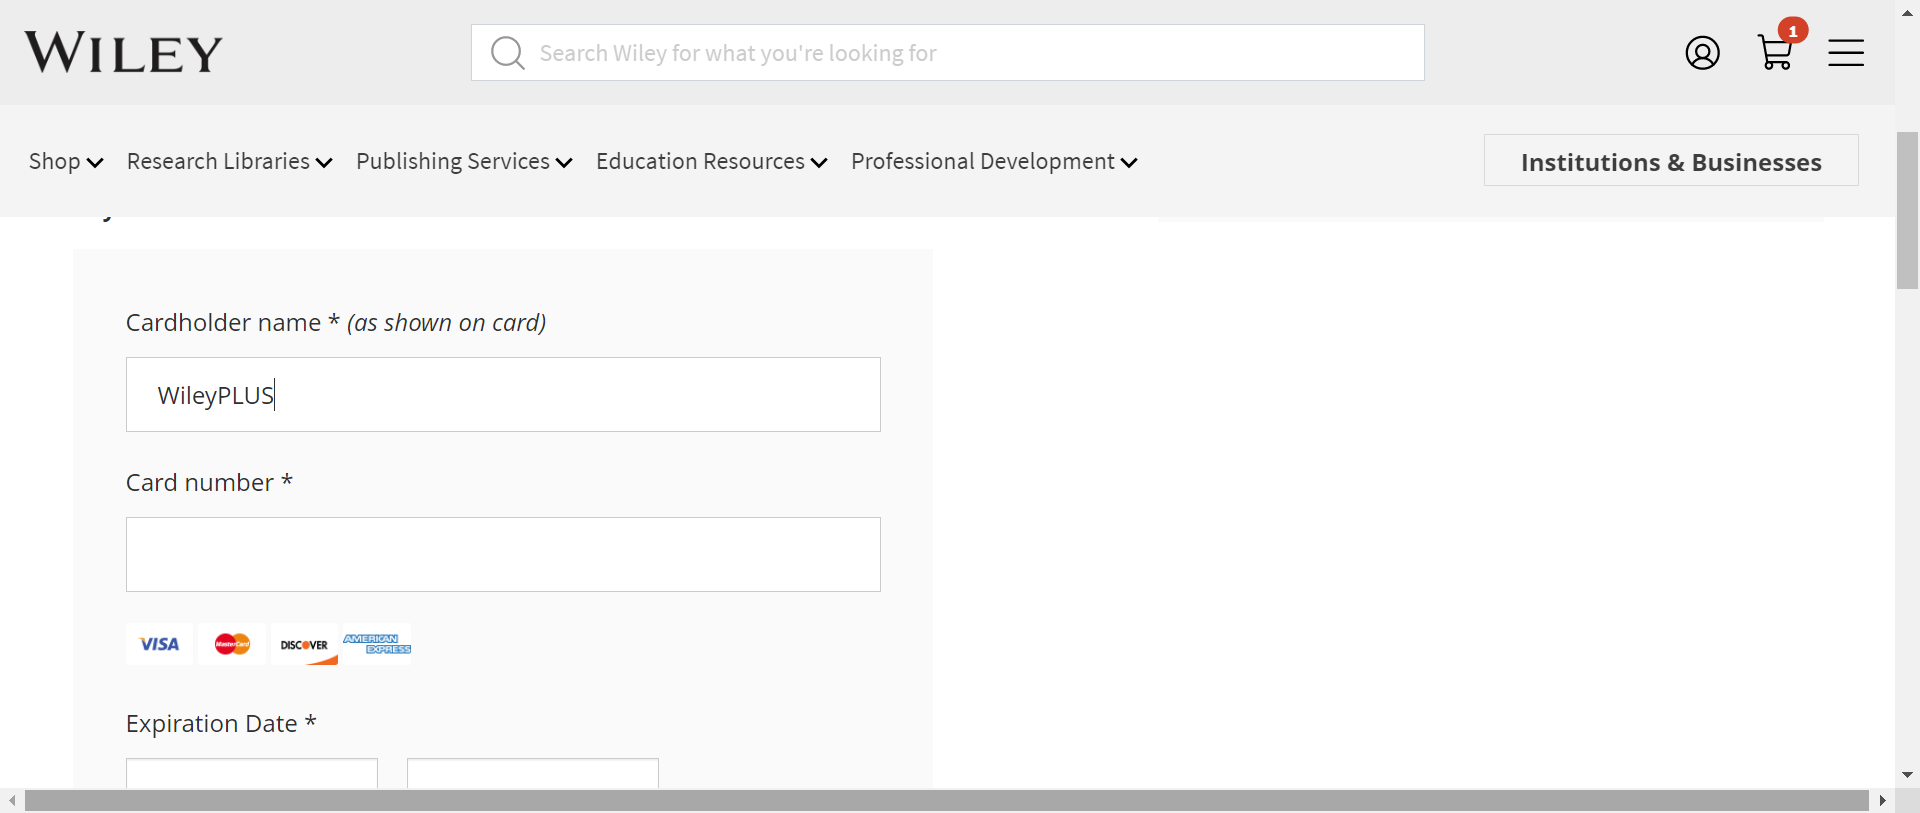 WILEY
Search Wiley for what you're looking for
1
Shop Research Libraries Publishing Services Education Resources Professional Development
Institutions & Businesses
Cardholder name * (as shown on card)
WileyPLUS
Card number *
VISA MasterCard DISCOVER AMERICAN EXPRESS
Expiration Date *